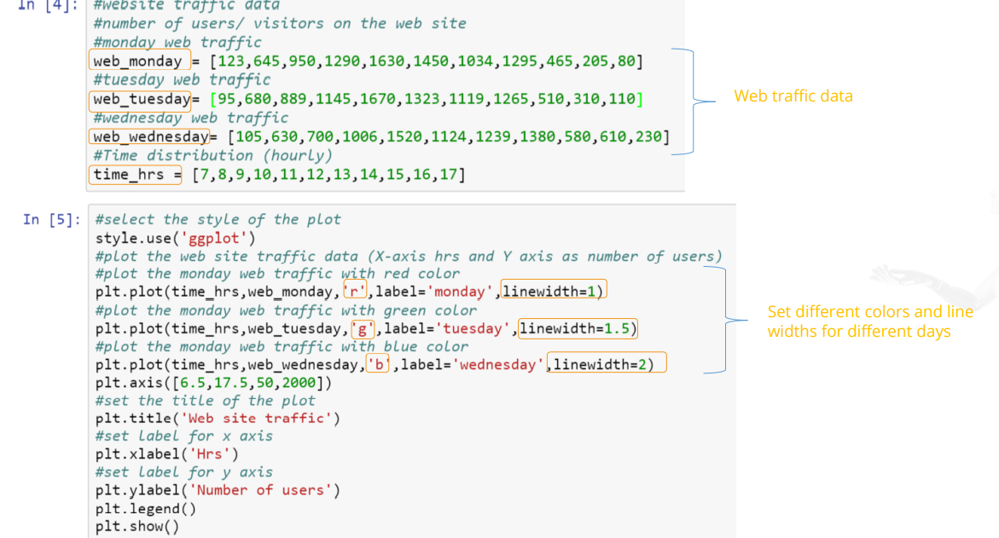 In [4]: #website traffic data
#number of users/ visitors on the web site
#monday web traffic
web_monday = [123,645,950,1290,1630,1450,1034,1295,465,205,80]
#tuesday web traffic
web_tuesday= [95,680,889,1145,1670,1323,1119,1265,510,310,110]
#wednesday web traffic
web_wednesday= [105,630,700,1006,1520,1124,1239,1380,580,610,230]
#Time distribution (hourly)
time_hrs = [7,8,9,10,11,12,13,14,15,16,17]
Web traffic data
In [5]: #select the style of the plot
style.use('ggplot')
#plot the web site traffic data (X-axis hrs and Y axis as number of users)
#plot the monday web traffic with red color
plt.plot(time_hrs,web_monday,'r',label='monday',linewidth=1)
#plot the monday web traffic with green color
plt.plot(time_hrs,web_tuesday,'g',label='tuesday',linewidth=1.5)
#plot the monday web traffic with blue color
plt.plot(time_hrs,web_wednesday,'b',label='wednesday',linewidth=2)
plt.axis([6.5,17.5,50,2000])
#set the title of the plot
plt.title('Web site traffic')
#set label for x axis
plt.xlabel('Hrs')
#set label for y axis
plt.ylabel('Number of users')
plt.legend()
plt.show()
Set different colors and line
widths for different days